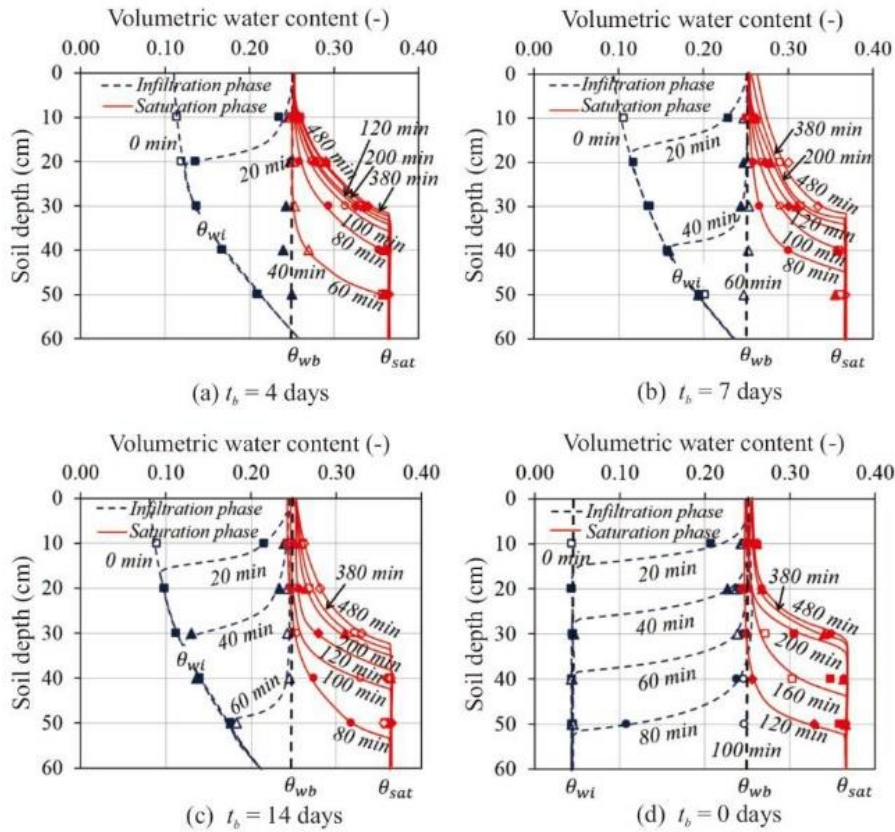 Volumetric water content (-)
0.00 0.10 0.20 0.30 0.40
0
10
20
30
40
50
60
Soil depth (cm)
Infiltration phase
Saturation phase
0 min
20 min
480 min
120 min
200 min
380 min
100 min
80 min
40 min
60 min
θwi
θwb
θsat
(a) tb = 4 days
Volumetric water content (-)
0.00 0.10 0.20 0.30 0.40
0
10
20
30
40
50
60
Soil depth (cm)
Infiltration phase
Saturation phase
0 min
20 min
380 min
200 min
480 min
40 min
120 min
100 min
80 min
60 min
θwi
θwb
θsat
(b) tb = 7 days
Volumetric water content (-)
0.00 0.10 0.20 0.30 0.40
0
10
20
30
40
50
60
Soil depth (cm)
Infiltration phase
Saturation phase
0 min
20 min
380 min
480 min
40 min
200 min
120 min
100 min
60 min
80 min
θwi
θwb
θsat
(c) tb = 14 days
Volumetric water content (-)
0.00 0.10 0.20 0.30 0.40
0
10
20
30
40
50
60
Soil depth (cm)
Infiltration phase
Saturation phase
0 min
20 min
380 min
480 min
40 min
200 min
60 min
160 min
80 min
120 min
100 min
θwi
θwb
θsat
(d) tb = 0 days